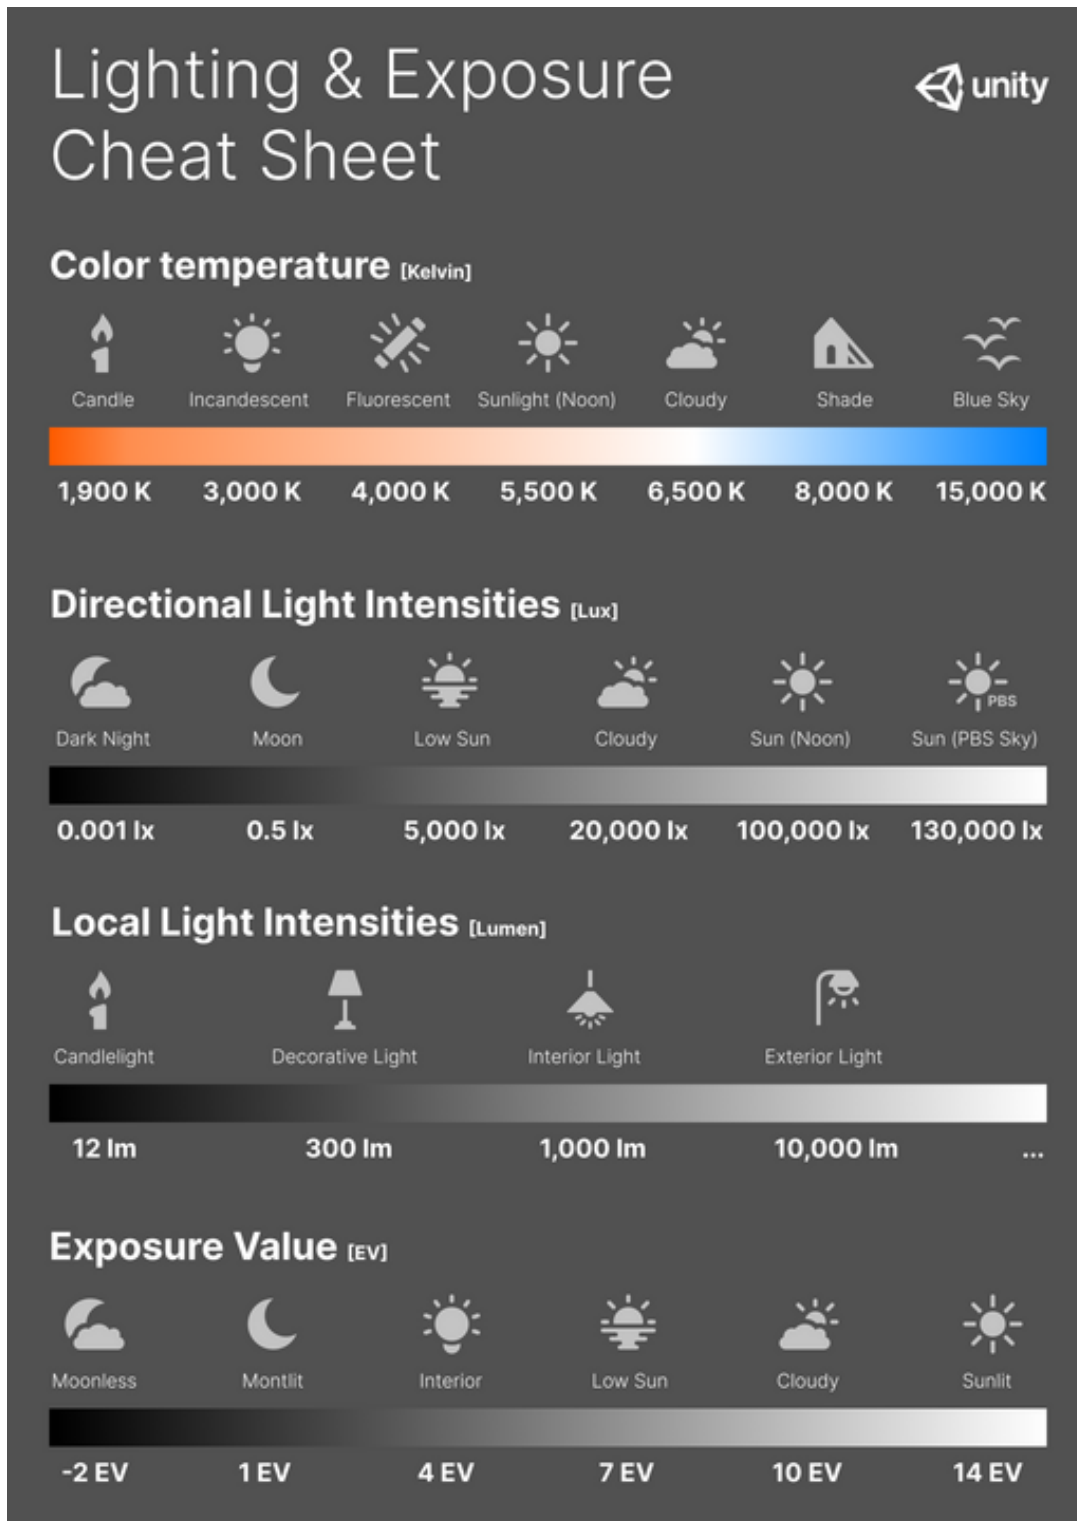 Lighting & Exposure
Cheat Sheet
unity
Color temperature [Kelvin]
Candle Incandescent Fluorescent Sunlight (Noon) Cloudy Shade Blue Sky
1,900 K 3,000 K 4,000 K 5,500 K 6,500 K 8,000 K 15,000 K
Directional Light Intensities [Lux]
PBS
Dark Night Moon Low Sun Cloudy Sun (Noon) Sun (PBS Sky)
0.001 lx 0.5 lx 5,000 lx 20,000 lx 100,000 lx 130,000 lx
Local Light Intensities [Lumen]
Candlelight Decorative Light Interior Light Exterior Light
12 lm 300 lm 1,000 lm 10,000 lm ...
Exposure Value [EV]
Moonless Montlit Interior Low Sun Cloudy Sunlit
-2 EV 1 EV 4 EV 7 EV 10 EV 14 EV